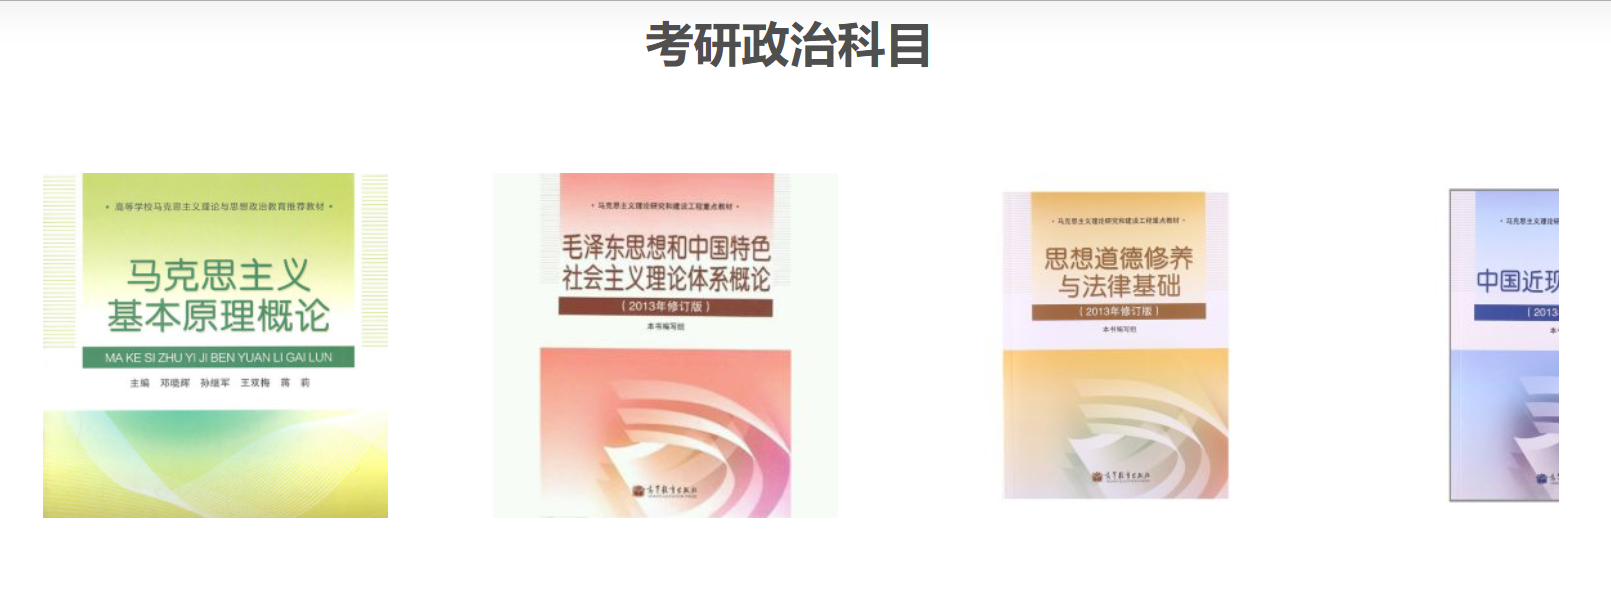 考研政治科目
• 高等学校马克思主义理论与思想政治教育推荐教材 •
马克思主义
基本原理概论
MA KE SI ZHU YI JI BEN YUAN LI GAI LUN
主编 邓晓辉 孙继军 王双梅 蒋 莉
• 马克思主义理论研究和建设工程重点教材 •
毛泽东思想和中国特色
社会主义理论体系概论
(2013年修订版)
本书编写组
高等教育出版社
• 马克思主义理论研究和建设工程重点教材 •
思想道德修养
与法律基础
(2013年修订版)
本书编写组
高等教育出版社
• 马克思主义理论研
中国近现
(2013
本